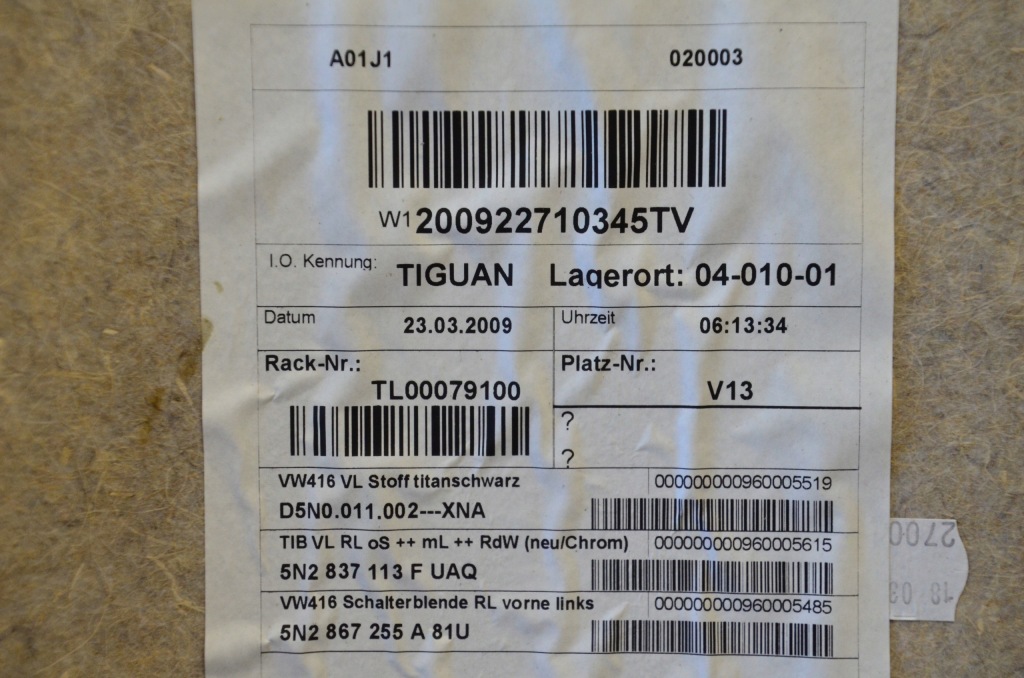 A01J1 020003
W1200922710345TV
I.O. Kennung: TIGUAN Lagerort: 04-010-01
Datum 23.03.2009 Uhrzeit 06:13:34
Rack-Nr.: Platz-Nr.:
TL00079100 V13
?
?
VW416 VL Stoff titanschwarz 000000000960005519
D5N0.011.002---XNA
TIB VL RL oS ++ mL ++ RdW (neu/Chrom) 000000000960005615
5N2 837 113 F UAQ
VW416 Schalterblende RL vorne links 000000000960005485
5N2 867 255 A 81U
2700
18 03